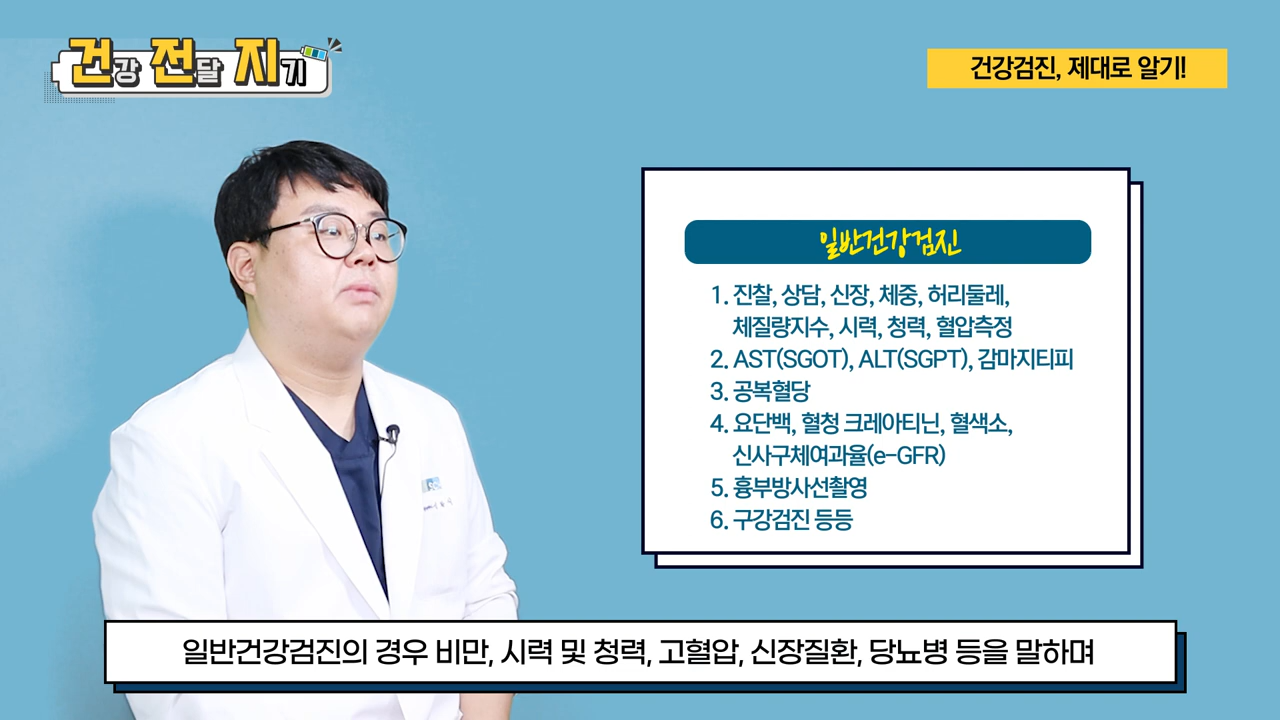 건강 전달 지기
건강검진, 제대로 알기!
일반건강검진
1. 진찰, 상담, 신장, 체중, 허리둘레,
체질량지수, 시력, 청력, 혈압측정
2. AST(SGOT), ALT(SGPT), 감마지티피
3. 공복혈당
4. 요단백, 혈청 크레아티닌, 혈색소,
신사구체여과율(e-GFR)
5. 흉부방사선촬영
6. 구강검진 등등
일반건강검진의 경우 비만, 시력 및 청력, 고혈압, 신장질환, 당뇨병 등을 말하며